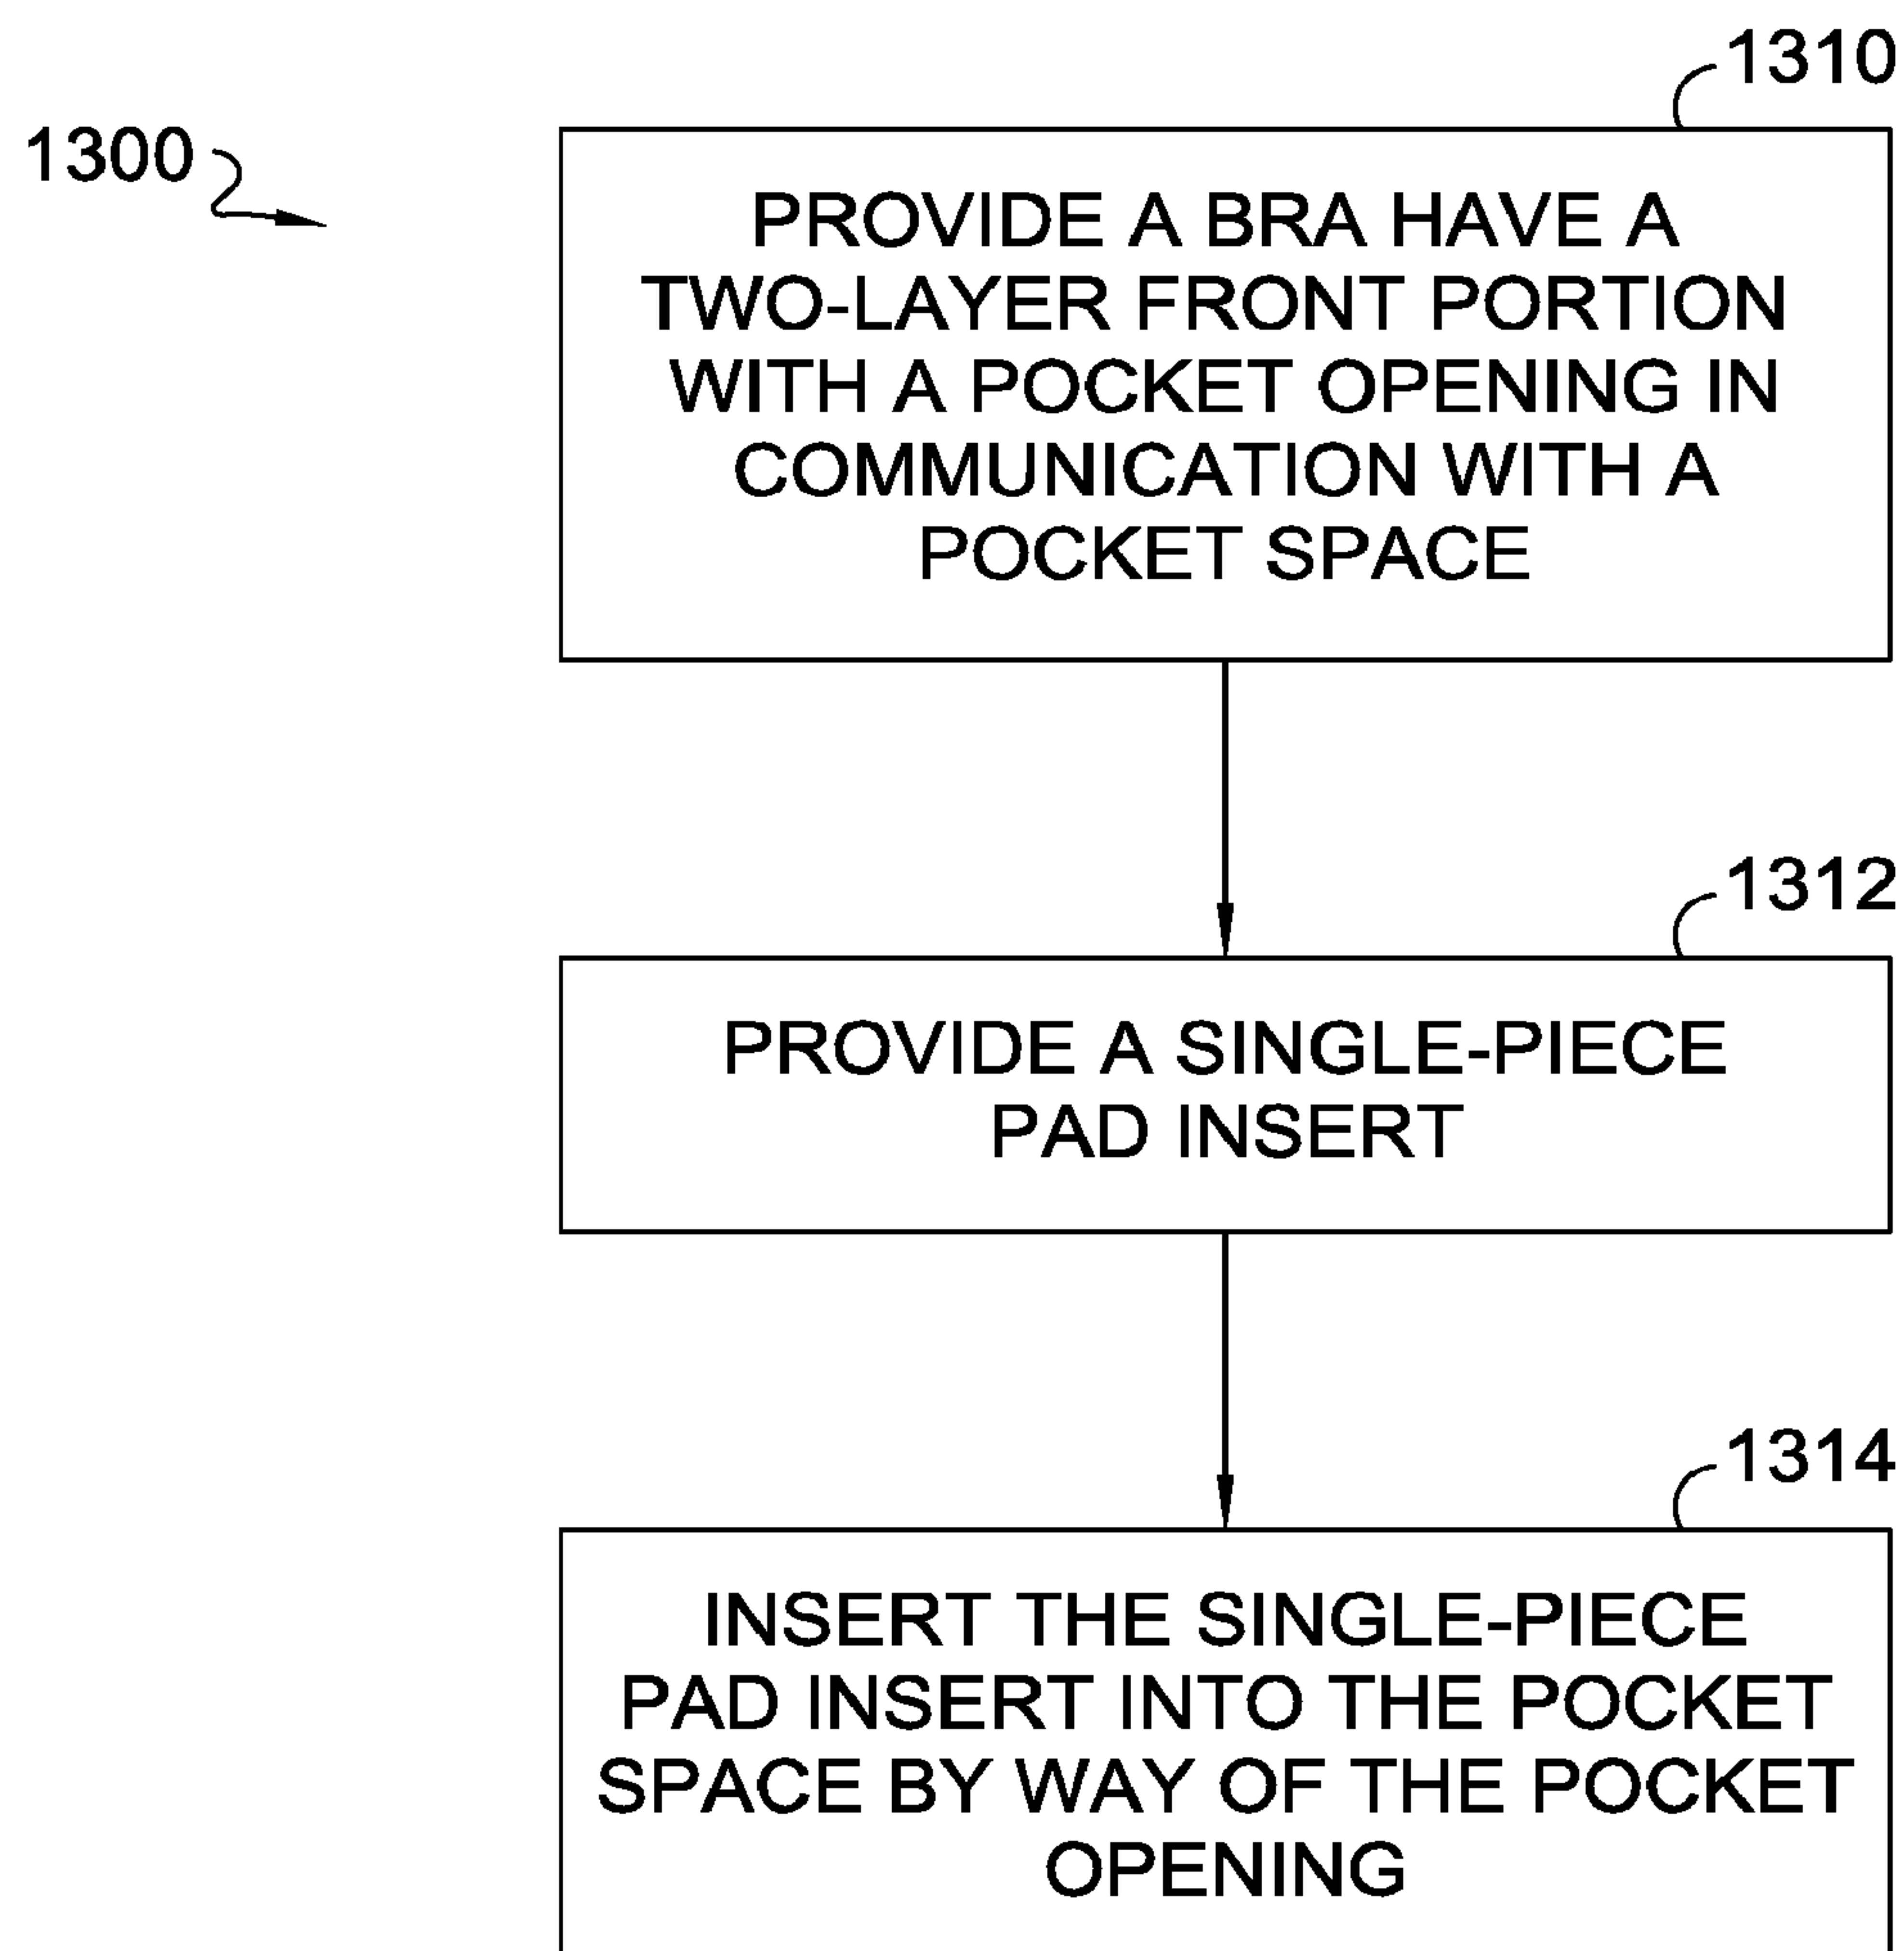 1310
1300
PROVIDE A BRA HAVE A
TWO-LAYER FRONT PORTION
WITH A POCKET OPENING IN
COMMUNICATION WITH A
POCKET SPACE
1312
PROVIDE A SINGLE-PIECE
PAD INSERT
1314
INSERT THE SINGLE-PIECE
PAD INSERT INTO THE POCKET
SPACE BY WAY OF THE POCKET
OPENING